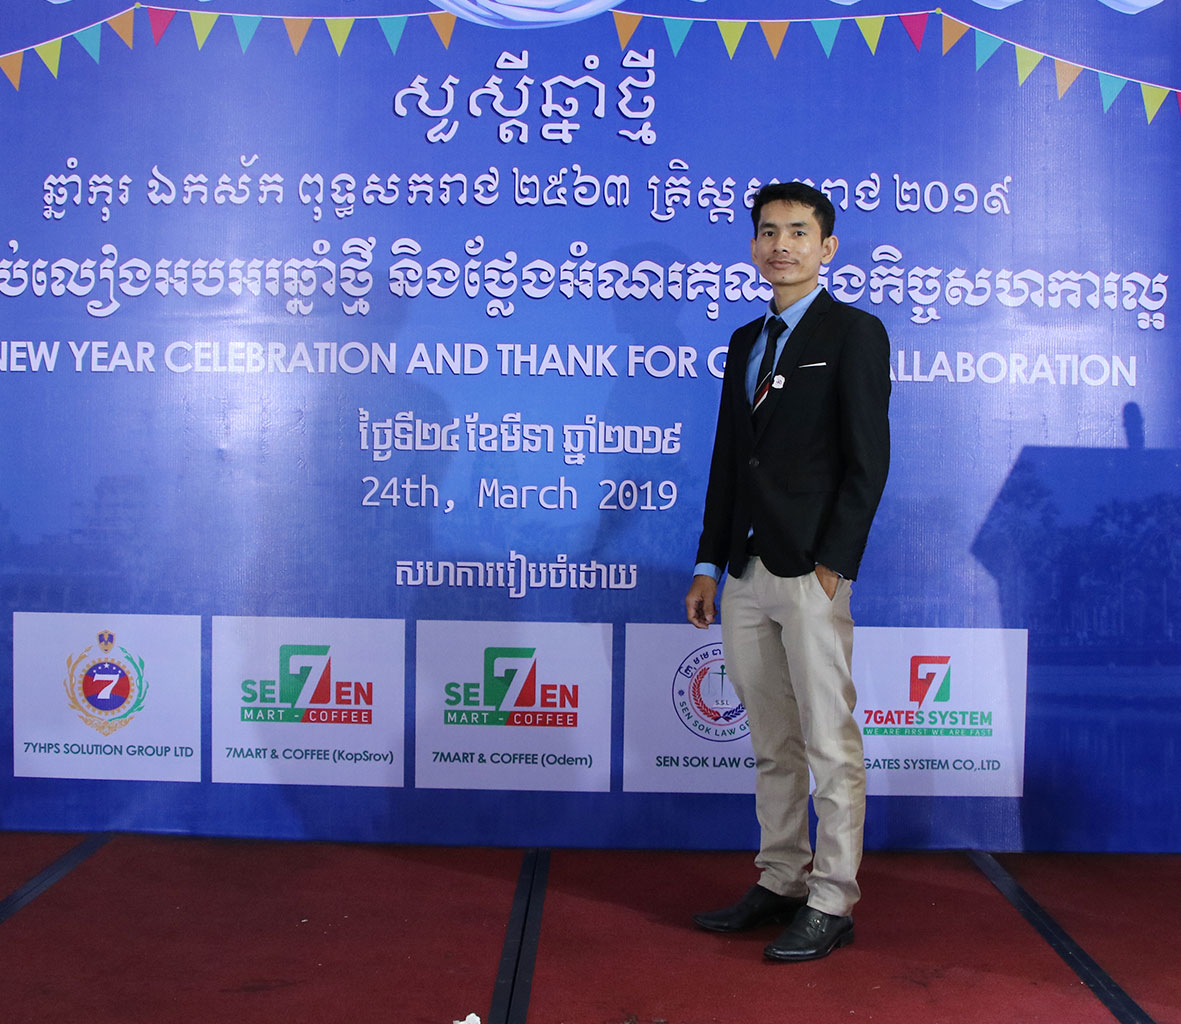 សួស្តីឆ្នាំថ្មី
ឆ្នាំកុរ ឯកស័ក ពុទ្ធសករាជ ២៥៦៣ គ្រិស្ត រាជ ២០១៩
លៀងអបអរឆ្នាំថ្មី និងថ្លែងអំណរគុណ កិច្ចសហការល្អ
NEW YEAR CELEBRATION AND THANK FOR G ALLABORATION
ថ្ងៃទី២៤ ខែមីនា ឆ្នាំ២០១៩
24th, March 2019
សហការរៀបចំដោយ
7
7YHPS SOLUTION GROUP LTD
SE7EN
MART - COFFEE
7MART & COFFEE (KopSrov)
SE7EN
MART - COFFEE
7MART & COFFEE (Odem)
S.S.L
SEN SOK LAW G
SEN SOK LAW G
7
7GATES SYSTEM
WE ARE FIRST WE ARE FAST
GATES SYSTEM CO,.LTD